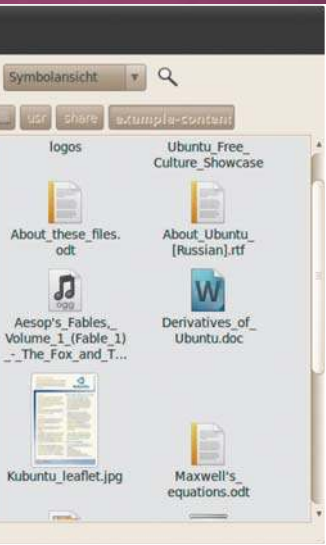 Symbolansicht
... usr share example-content
logos
Ubuntu_Free_
Culture_Showcase
About_these_files.
odt
About_Ubuntu_
[Russian].rtf
ogg
Aesop's_Fables,_
Volume_1_(Fable_1)
_-_The_Fox_and_T...
W
Derivatives_of_
Ubuntu.doc
Kubuntu_leaflet.jpg
Maxwell's_
equations.odt